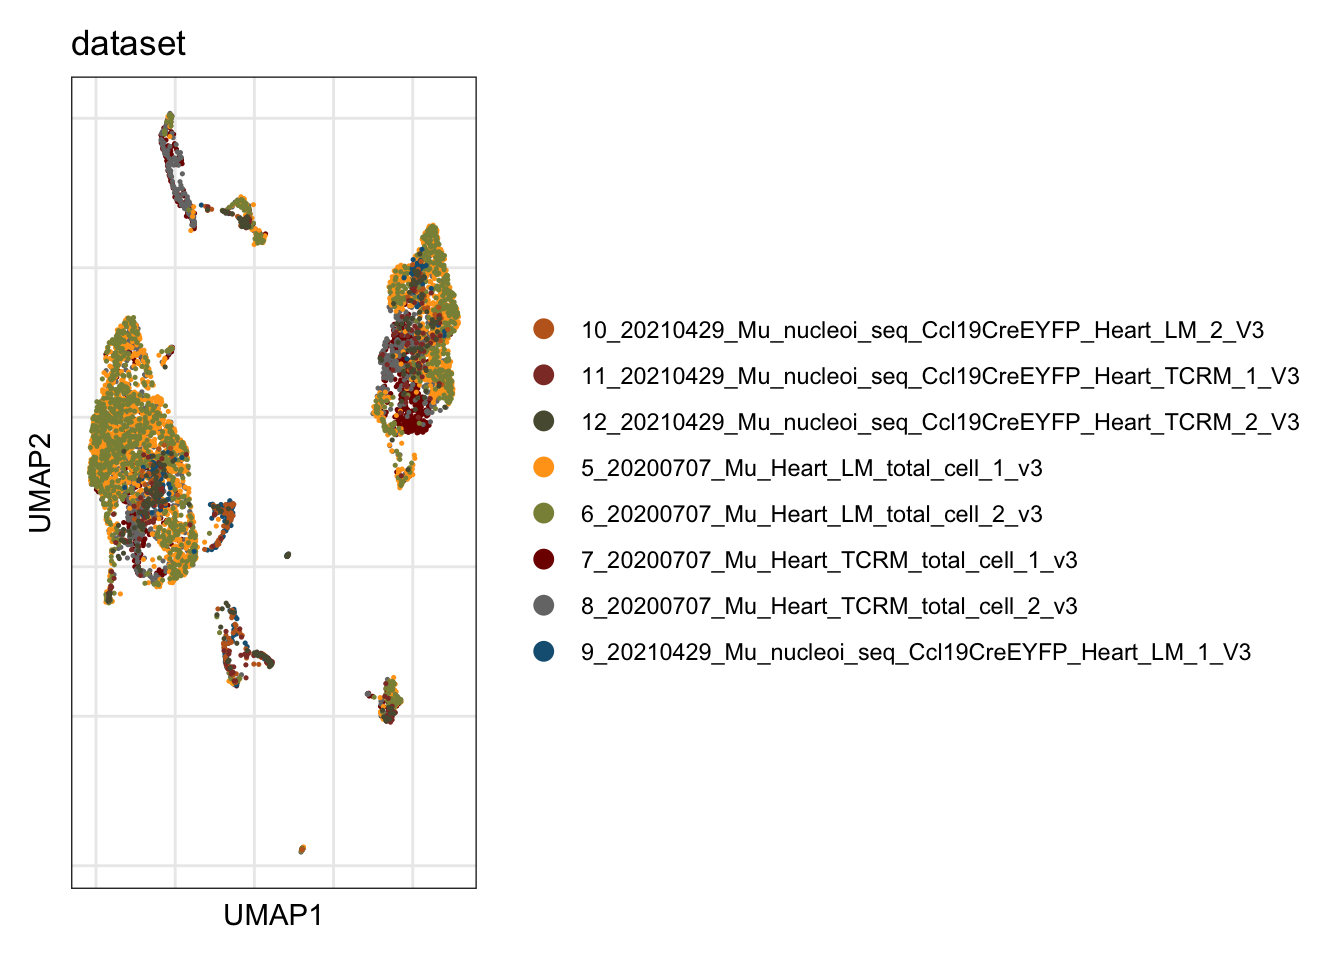 dataset
UMAP2
UMAP1
10_20210429_Mu_nucleoi_seq_Ccl19CreEYFP_Heart_LM_2_V3
11_20210429_Mu_nucleoi_seq_Ccl19CreEYFP_Heart_TCRM_1_V3
12_20210429_Mu_nucleoi_seq_Ccl19CreEYFP_Heart_TCRM_2_V3
5_20200707_Mu_Heart_LM_total_cell_1_v3
6_20200707_Mu_Heart_LM_total_cell_2_v3
7_20200707_Mu_Heart_TCRM_total_cell_1_v3
8_20200707_Mu_Heart_TCRM_total_cell_2_v3
9_20210429_Mu_nucleoi_seq_Ccl19CreEYFP_Heart_LM_1_V3